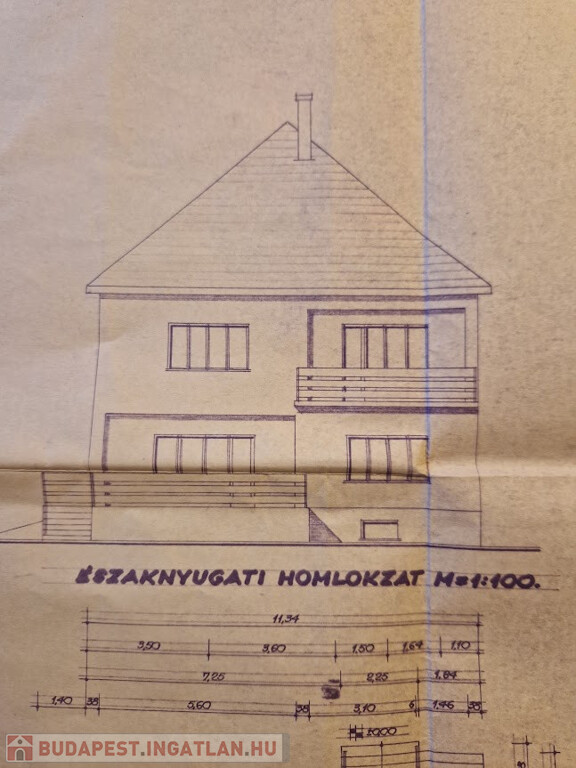 ÉSZAKNYUGATI HOMLOKZAT M=1:100.
11,34
3,50 3,60 1,50 1,64 1,10
7,25 2,25 1,84
1,40 38 5,60 38 3,10 6 1,46 38
BUDAPEST.INGATLAN.HU